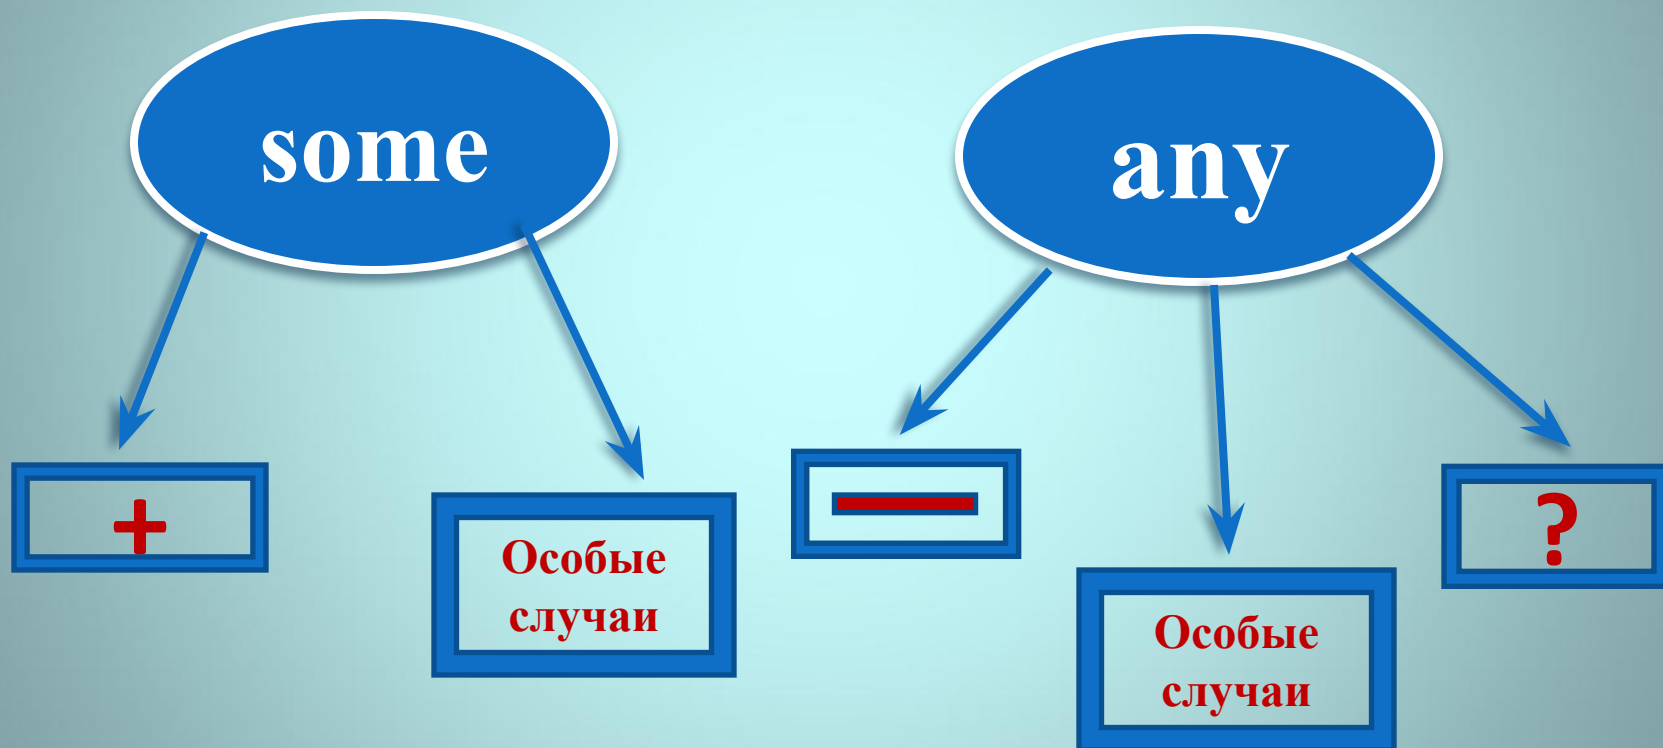 some
any
+
Особые
случаи
Особые
случаи
?